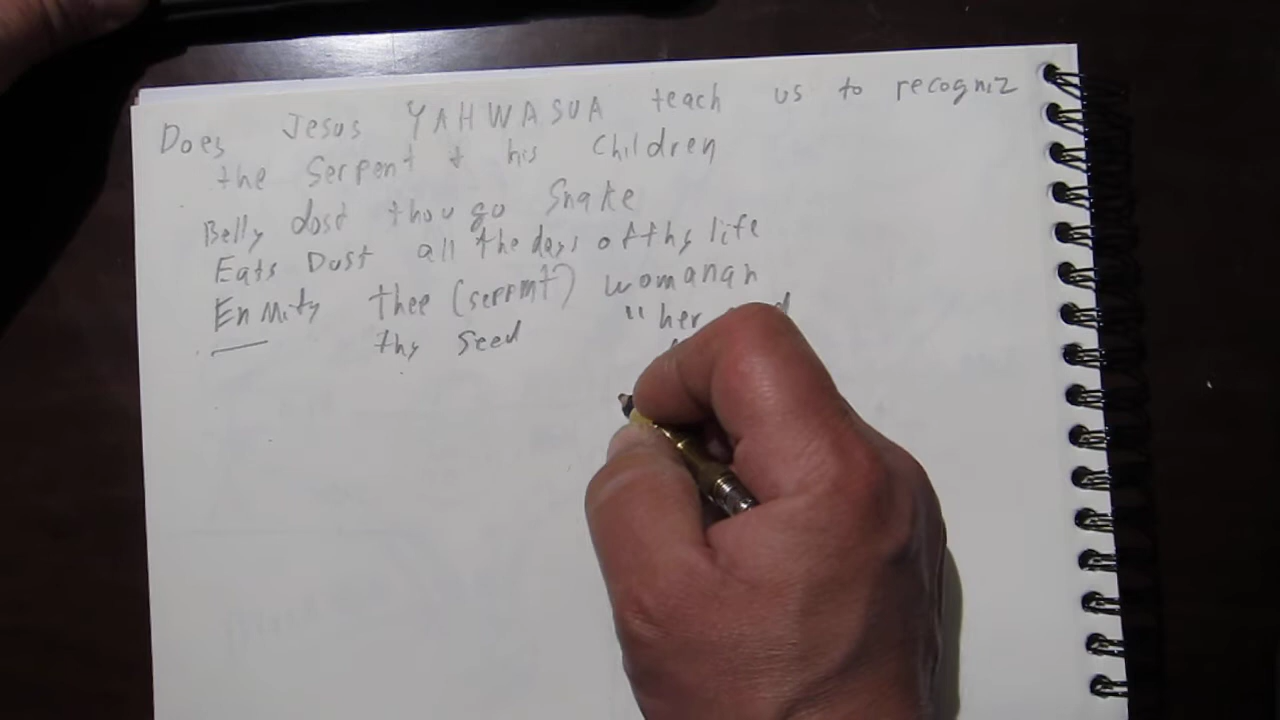 Does Jesus YAHWASUA teach us to recogniz
the Serpent + his Children
Belly dost thou go Snake
Eats Dust all the days of thy life
EnMity thee (serpmt) womanan
thy Seed " her